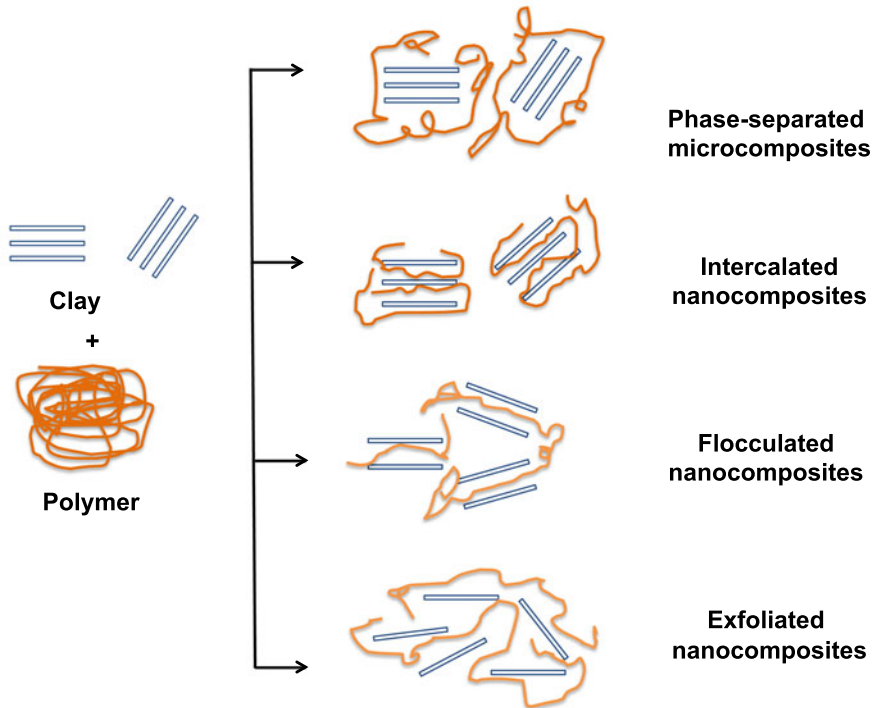 Clay
+
Polymer
Phase-separated
microcomposites
Intercalated
nanocomposites
Flocculated
nanocomposites
Exfoliated
nanocomposites